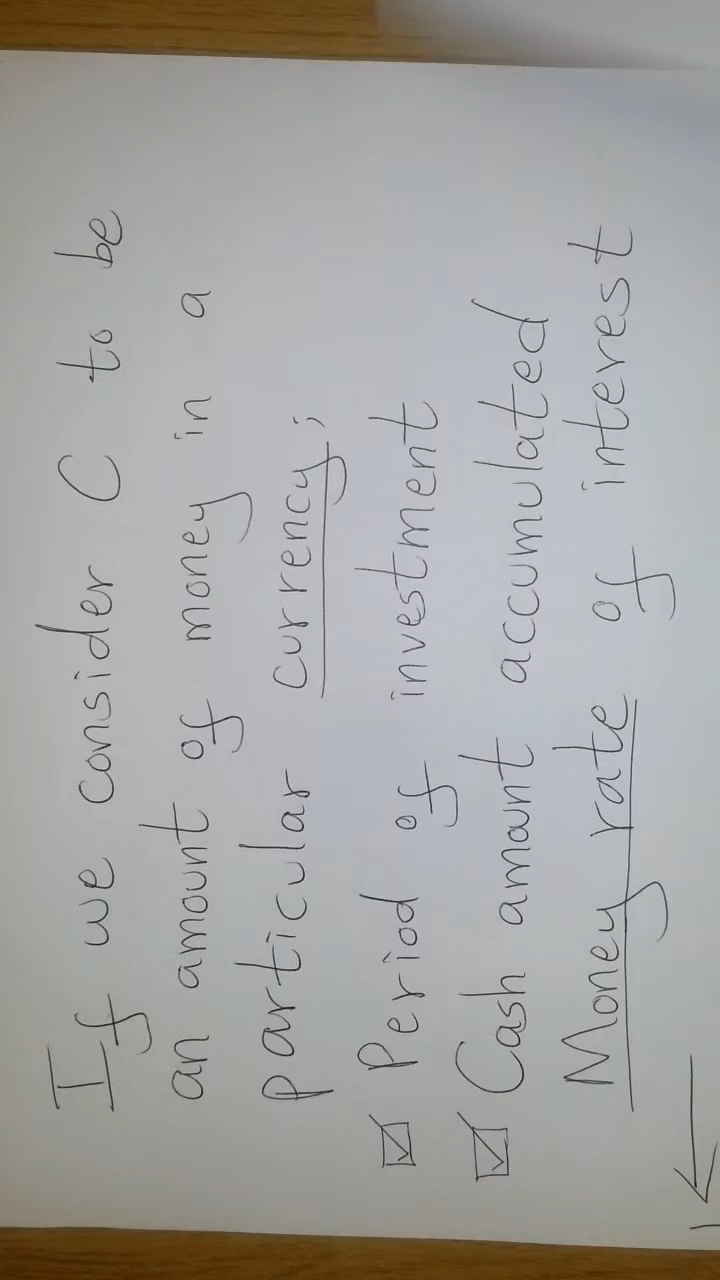 If we consider C to be
an amount of money in a
particular currency;
☑ Period of investment
☑ Cash amount accumulated
Money rate of interest